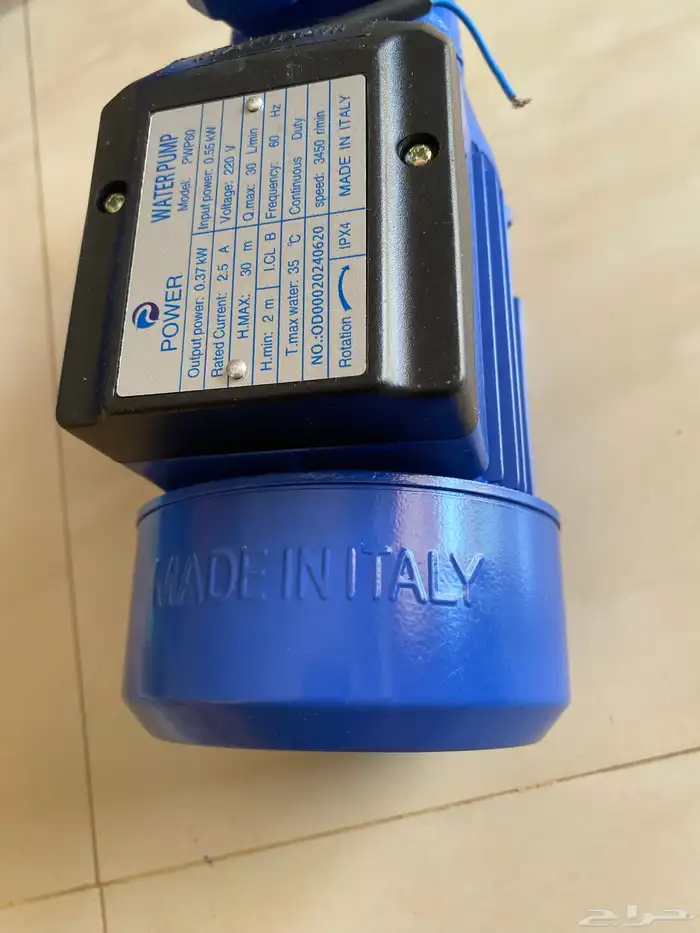 POWER
WATER PUMP
Model: PWP60
Output power: 0.37 kW Input power: 0.55 kW
Rated Current: 2.5 A Voltage: 220 V
H.MAX: 30 m Q.max: 30 L/min
H.min: 2 m I.CL B Frequency: 60 Hz
T.max water: 35 °C Continuous Duty
NO.:OD00020240620 speed: 3450 r/min
Rotation IPX4 MADE IN ITALY
MADE IN ITALY
حراج